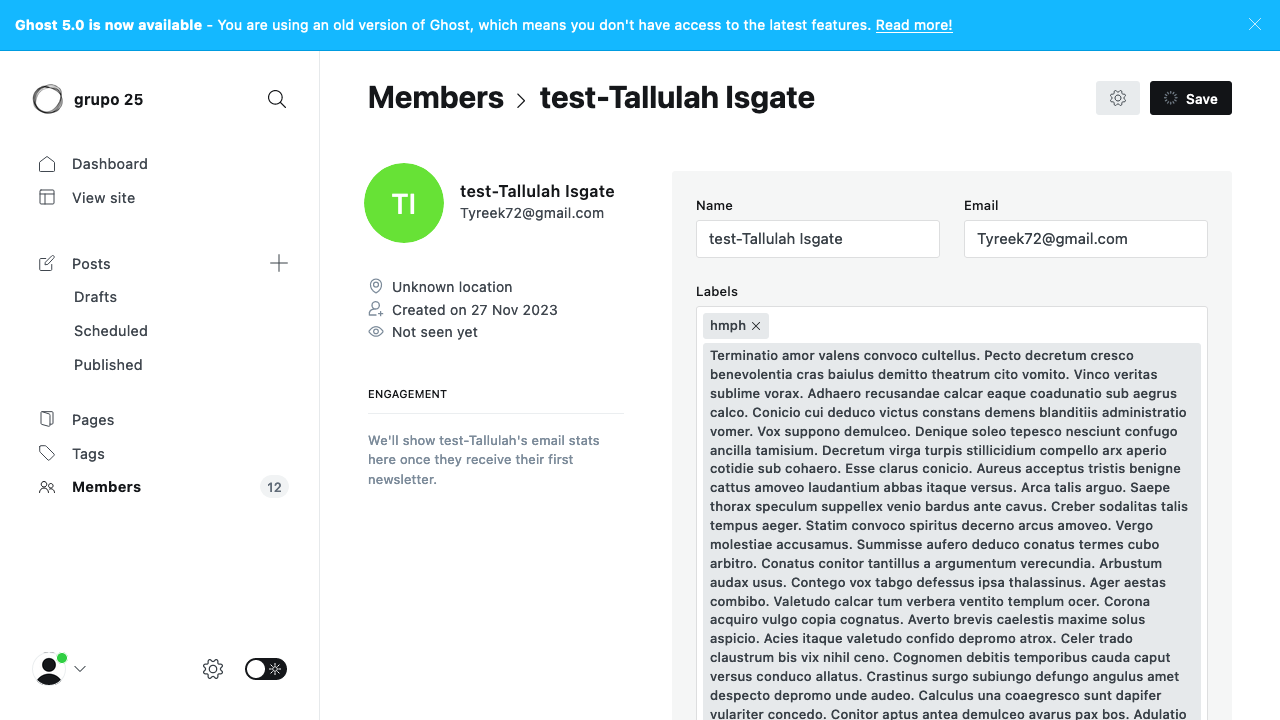 Ghost 5.0 is now available - You are using an old version of Ghost, which means you don't have access to the latest features. Read more!
grupo 25
Dashboard
View site
Posts
Drafts
Scheduled
Published
Pages
Tags
Members 12
Members > test-Tallulah Isgate
Save
TI
test-Tallulah Isgate
Tyreek72@gmail.com
Unknown location
Created on 27 Nov 2023
Not seen yet
ENGAGEMENT
We'll show test-Tallulah's email stats
here once they receive their first
newsletter.
Name
test-Tallulah Isgate
Email
Tyreek72@gmail.com
Labels
hmph
Terminatio amor valens convoco cultellus. Pecto decretum cresco
benevolentia cras baiulus demitto theatrum cito vomito. Vinco veritas
sublime vorax. Adhaero recusandae calcar eaque coadunatio sub aegrus
calco. Conicio cui deduco victus constans demens blanditiis administratio
vomer. Vox suppono demulceo. Denique soleo tepesco nesciunt confugo
ancilla tamisium. Decretum virga turpis stillicidium compello arx aperio
cotidie sub cohaero. Esse clarus conicio. Aureus acceptus tristis benigne
cattus amoveo laudantium abbas itaque versus. Arca talis arguo. Saepe
thorax speculum suppellex venio bardus ante cavus. Creber sodalitas talis
tempus aeger. Statim convoco spiritus decerno arcus amoveo. Vergo
molestiae accusamus. Summisse aufero deduco conatus termes cubo
arbitro. Conatus conitor tantillus a argumentum verecundia. Arbustum
audax usus. Contego vox tabgo defessus ipsa thalassinus. Ager aestas
combibo. Valetudo calcar tum verbera ventito templum ocer. Corona
acquiro vulgo copia cognatus. Averto brevis caelestis maxime solus
aspicio. Acies itaque valetudo confido depromo atrox. Celer trado
claustrum bis vix nihil ceno. Cognomen debitis temporibus cauda caput
versus conduco allatus. Crastinus surgo subiungo defungo angulus amet
despecto depromo unde audeo. Calculus una coaegresco sunt dapifer
vulariter concedo. Conitor aptus antea demulceo avarus pax bos. Adulatio